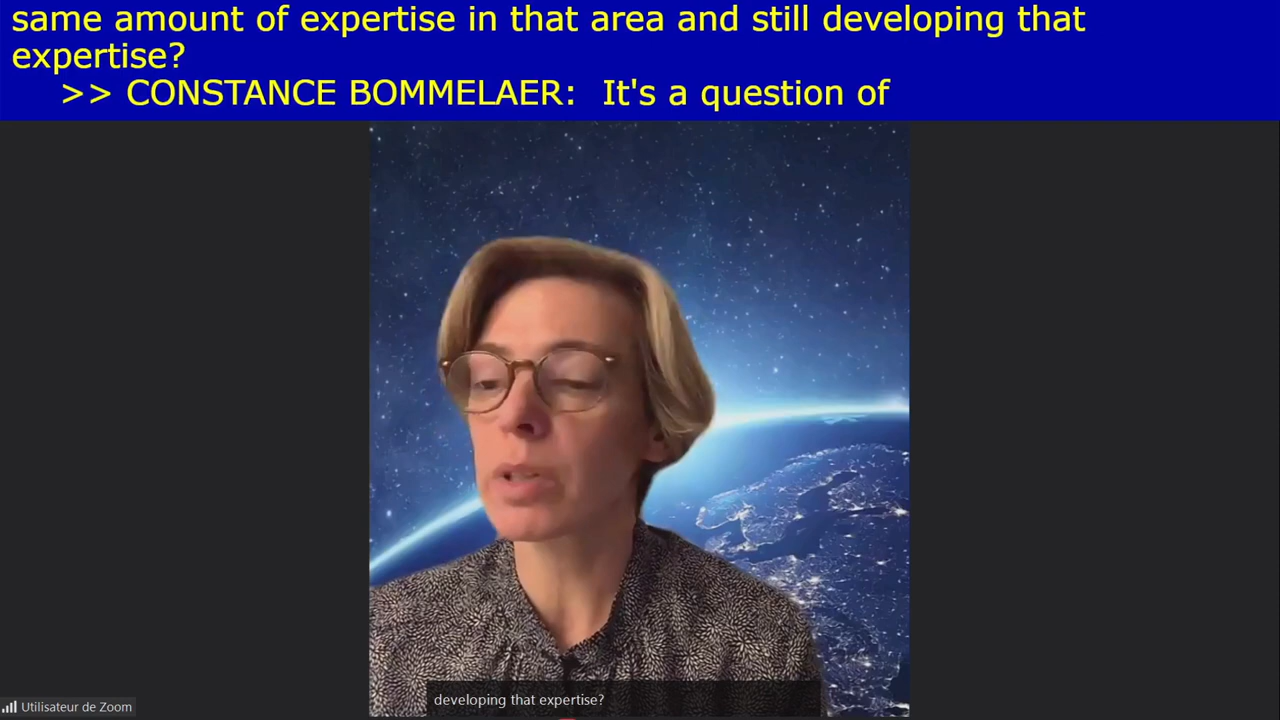 same amount of expertise in that area and still developing that
expertise?
>> CONSTANCE BOMMELAER: It's a question of
developing that expertise?
Utilisateur de Zoom